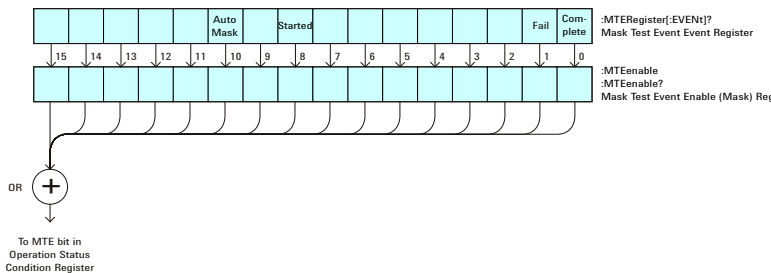 Auto
Mask
Started
Fail
Com-
plete
:MTERegister[:EVENt]?
Mask Test Event Event Register
15 14 13 12 11 10 9 8 7 6 5 4 3 2 1 0
:MTEenable
:MTEenable?
Mask Test Event Enable (Mask) Reg
OR +
To MTE bit in
Operation Status
Condition Register